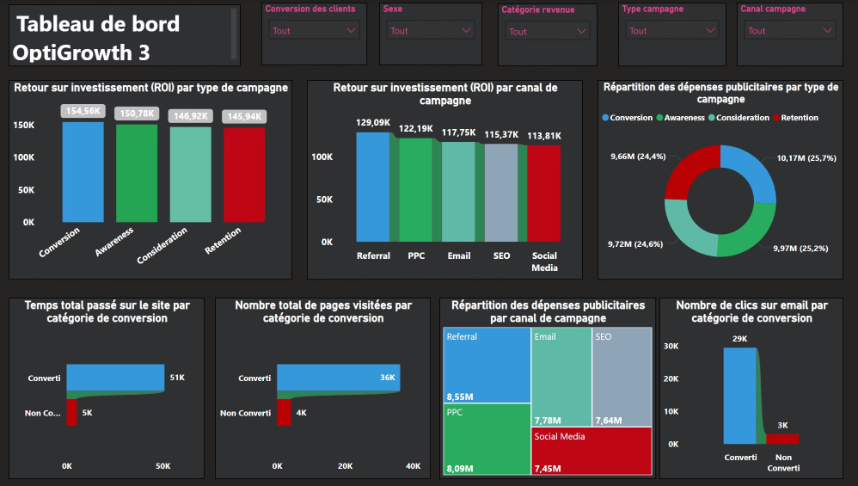 Tableau de bord
OptiGrowth 3
Conversion des clients
Tout
Sexe
Tout
Catégorie revenue
Tout
Type campagne
Tout
Canal campagne
Tout
Retour sur investissement (ROI) par type de campagne
154,56K
150,78K
146,92K
145,94K
150K
100K
50K
0K
Conversion
Awareness
Consideration
Retention
Retour sur investissement (ROI) par canal de
campagne
129,09K
122,19K
117,75K
115,37K
113,81K
100K
50K
0K
Referral
PPC
Email
SEO
Social
Media
Répartition des dépenses publicitaires par type de
campagne
Conversion Awareness Consideration Retention
9,66M (24,4%)
10,17M (25,7%)
9,72M (24,6%)
9,97M (25,2%)
Temps total passé sur le site par
catégorie de conversion
Converti
51K
Non Co...
5K
0K
50K
Nombre total de pages visitées par
catégorie de conversion
Converti
36K
Non Converti
4K
0K
20K
40K
Répartition des dépenses publicitaires
par canal de campagne
Referral
8,55M
PPC
8,09M
Email
7,78M
SEO
7,64M
Social Media
7,45M
Nombre de clics sur email par
catégorie de conversion
29K
30K
20K
10K
0K
3K
Converti
Non
Converti